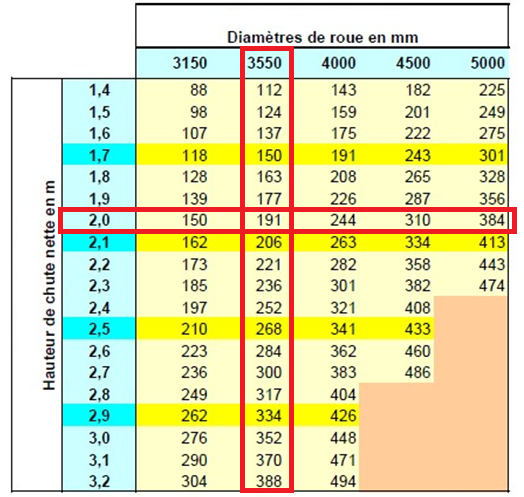 Diamètres de roue en mm
3150 3550 4000 4500 5000
Hauteur de chute nette en m
1,4 88 112 143 182 225
1,5 98 124 159 201 249
1,6 107 137 175 222 275
1,7 118 150 191 243 301
1,8 128 163 208 265 328
1,9 139 177 226 287 356
2,0 150 191 244 310 384
2,1 162 206 263 334 413
2,2 173 221 282 358 443
2,3 185 236 301 382 474
2,4 197 252 321 408
2,5 210 268 341 433
2,6 223 284 362 460
2,7 236 300 383 486
2,8 249 317 404
2,9 262 334 426
3,0 276 352 448
3,1 290 370 471
3,2 304 388 494